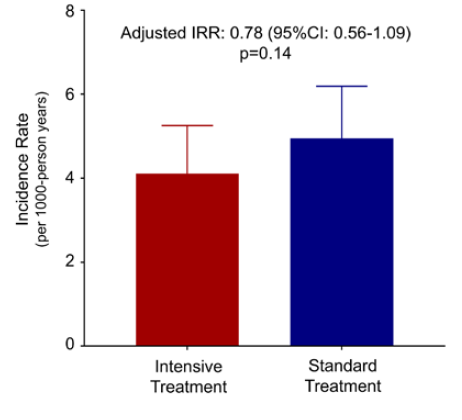 8
Adjusted IRR: 0.78 (95%CI: 0.56-1.09)
p=0.14
6
4
2
0
Incidence Rate
(per 1000-person years)
Intensive
Treatment
Standard
Treatment